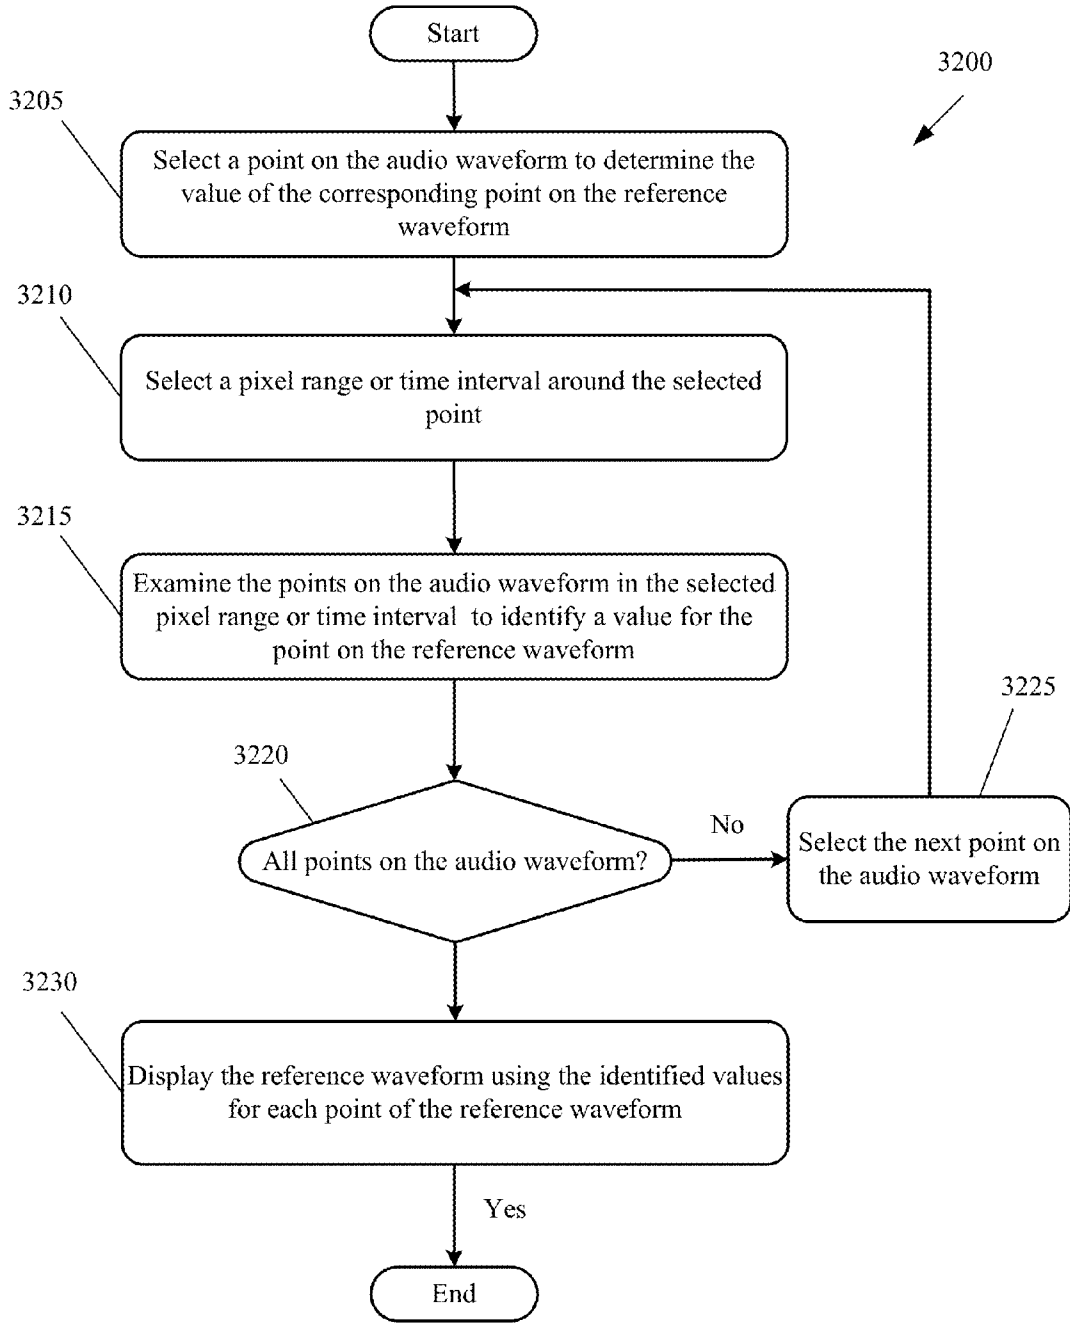 Start
3200
3205
Select a point on the audio waveform to determine the
value of the corresponding point on the reference
waveform
3210
Select a pixel range or time interval around the selected
point
3215
Examine the points on the audio waveform in the selected
pixel range or time interval to identify a value for the
point on the reference waveform
3220
All points on the audio waveform?
No
3225
Select the next point on
the audio waveform
3230
Display the reference waveform using the identified values
for each point of the reference waveform
Yes
End